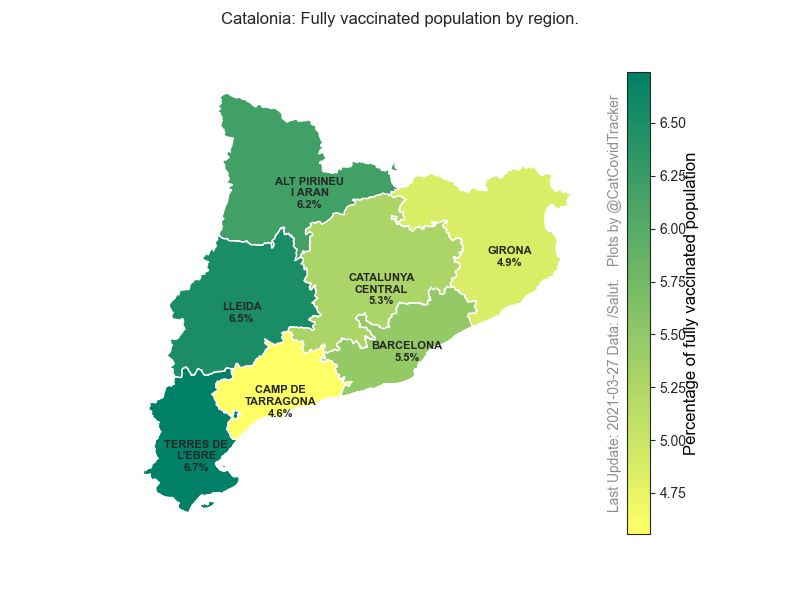 Catalonia: Fully vaccinated population by region.
ALT PIRINEU
I ARAN
6.2%
GIRONA
4.9%
CATALUNYA
CENTRAL
5.3%
LLEIDA
6.5%
BARCELONA
5.5%
CAMP DE
TARRAGONA
4.6%
TERRES DE
L'EBRE
6.7%
Last Update: 2021-03-27 Data: /Salut.   Plots by @CatCovidTracker
6.50
6.25
6.00
5.75
5.50
5.25
5.00
4.75
Percentage of fully vaccinated population